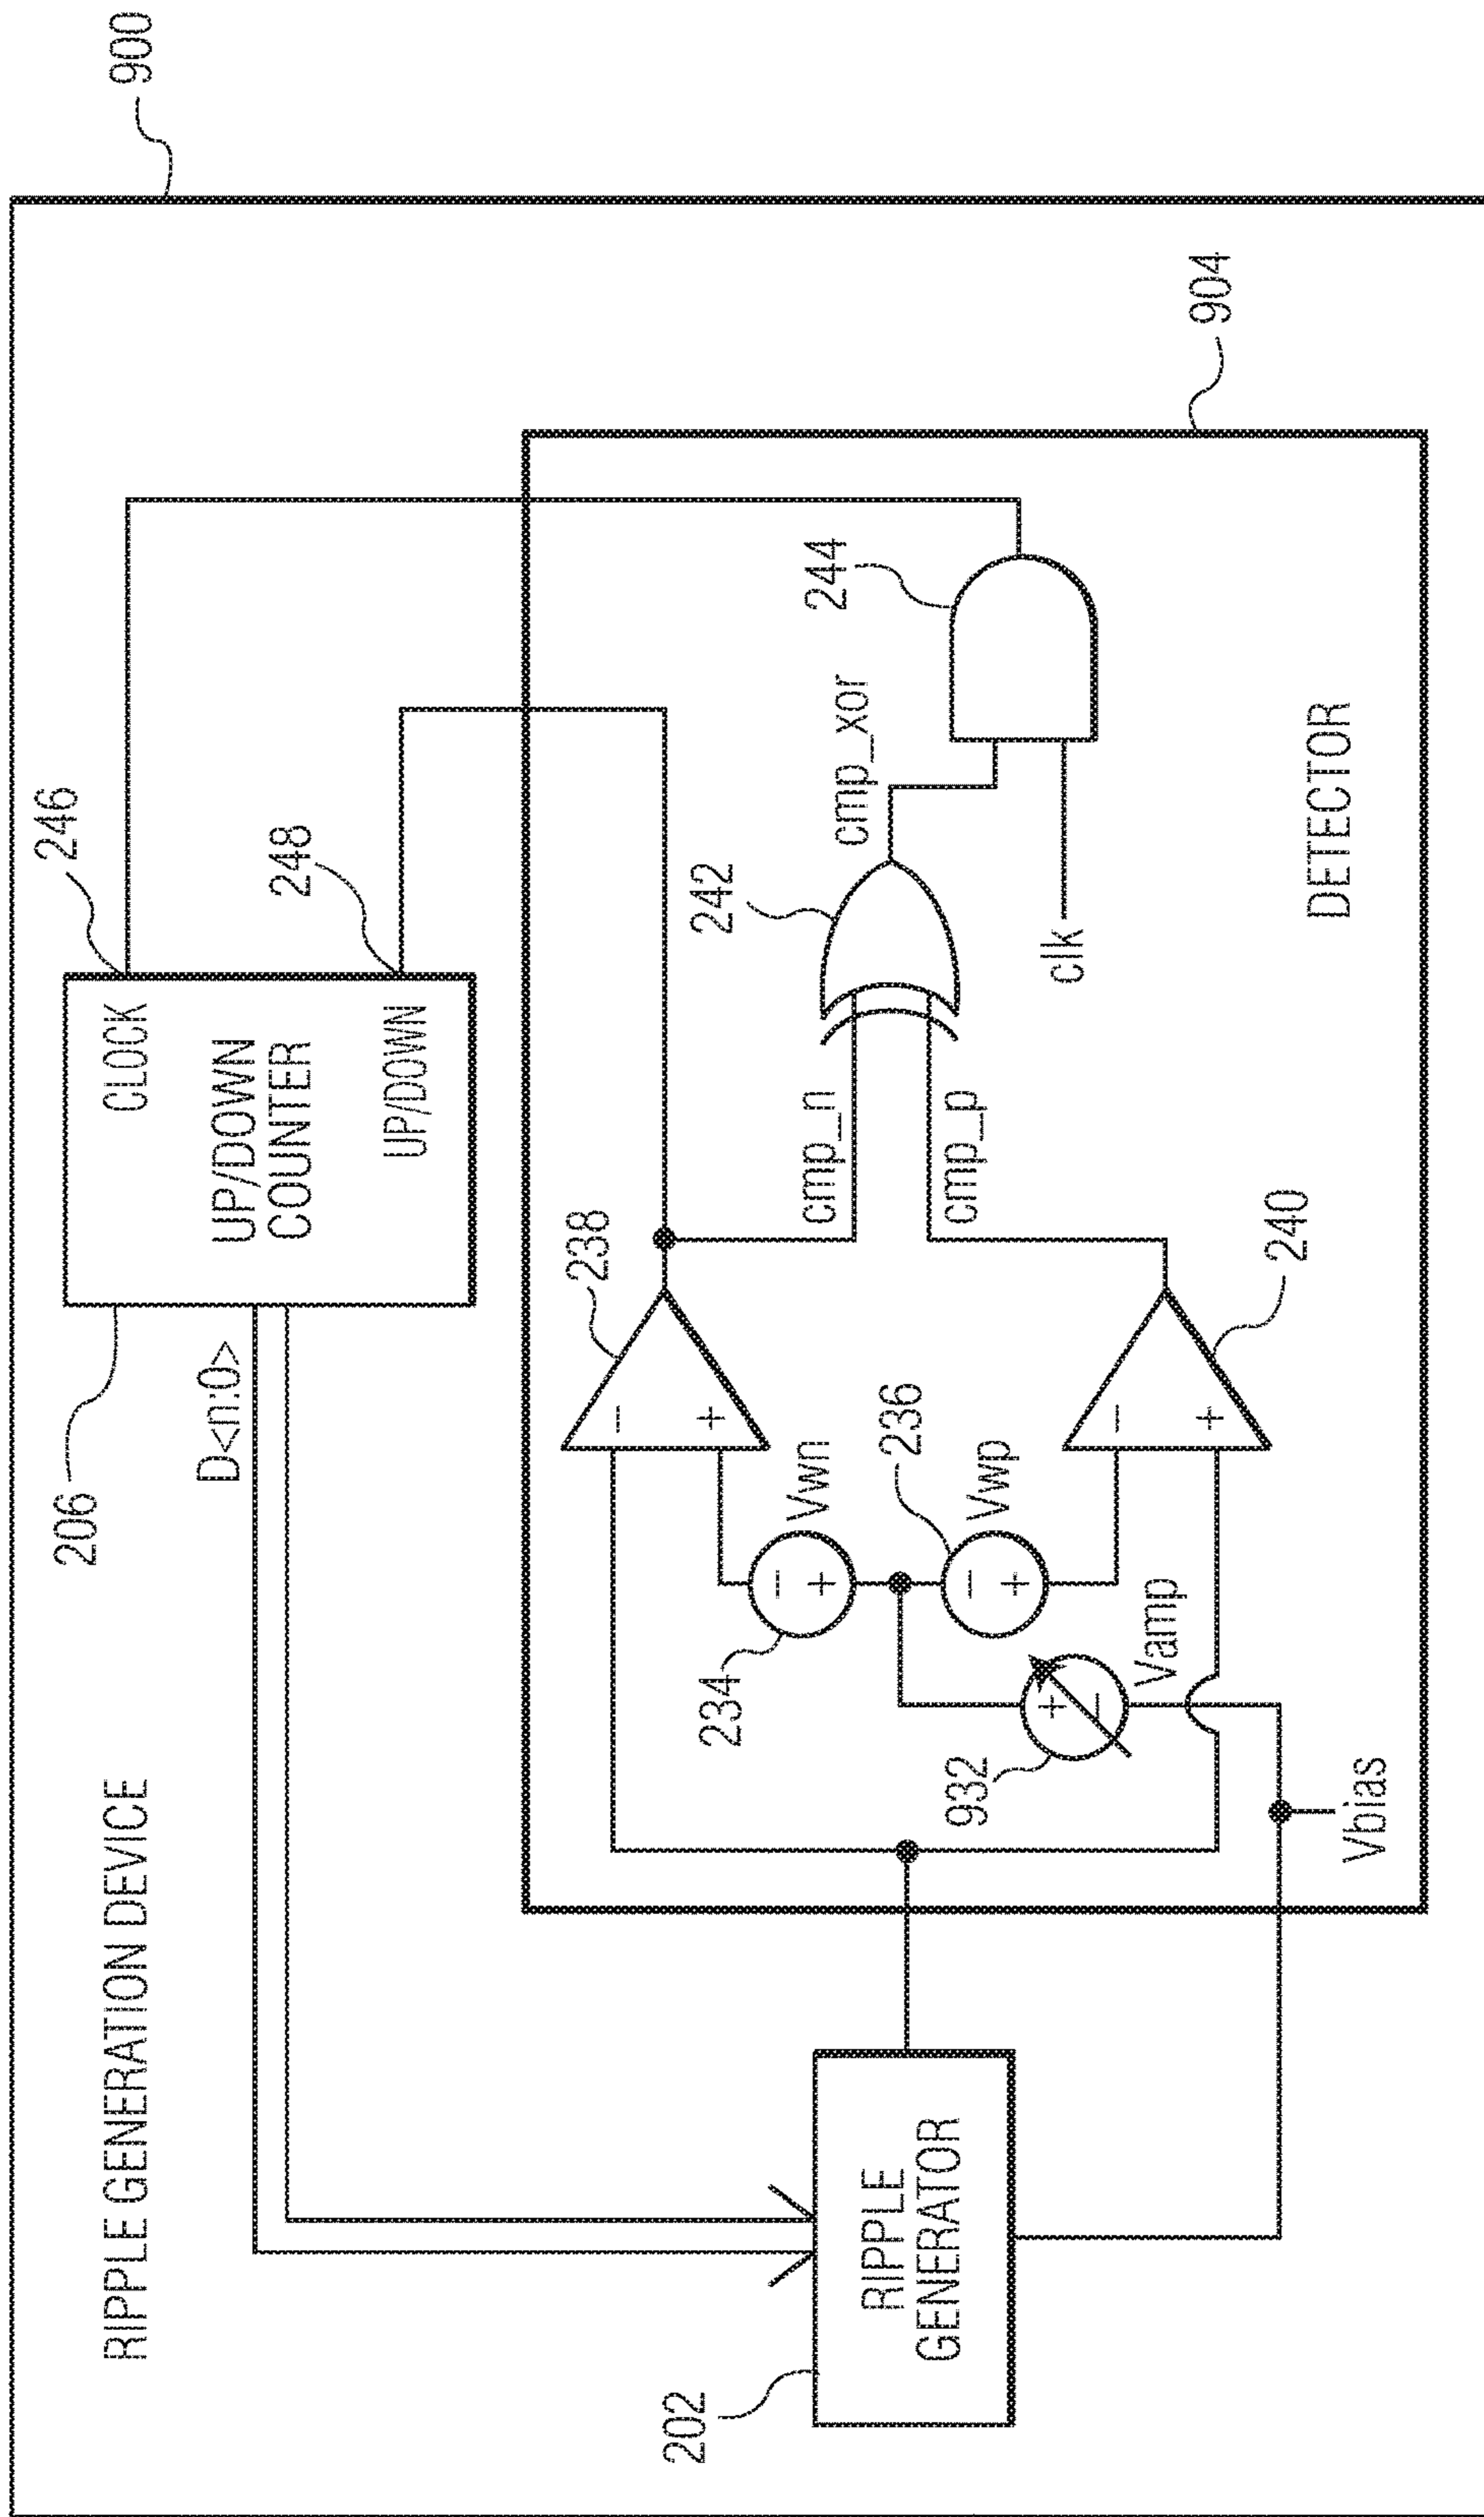 900
RIPPLE GENERATION DEVICE
206
D<n:0>
CLOCK
246
UP/DOWN
COUNTER
UP/DOWN
248
904
238
-
+
234
-
+
Vwn
236
-
+
Vwp
932
+
-
Vamp
-
+
240
cmp_n
cmp_p
242
cmp_xor
244
clk
DETECTOR
202
RIPPLE
GENERATOR
Vbias